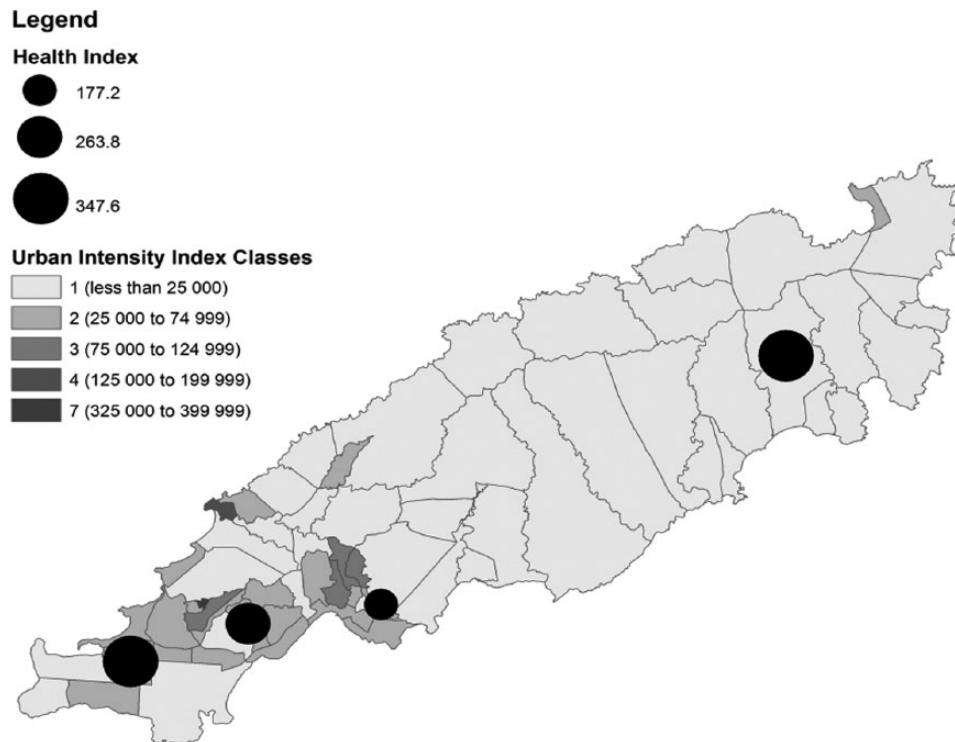 Legend
Health Index
177.2
263.8
347.6
Urban Intensity Index Classes
1 (less than 25 000)
2 (25 000 to 74 999)
3 (75 000 to 124 999)
4 (125 000 to 199 999)
7 (325 000 to 399 999)